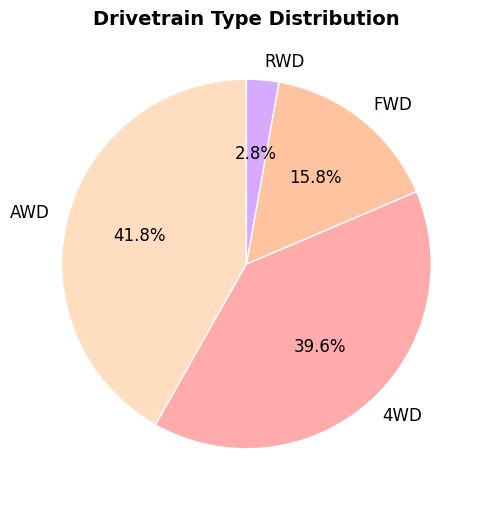 Drivetrain Type Distribution
RWD
FWD
2.8%
15.8%
AWD
41.8%
39.6%
4WD